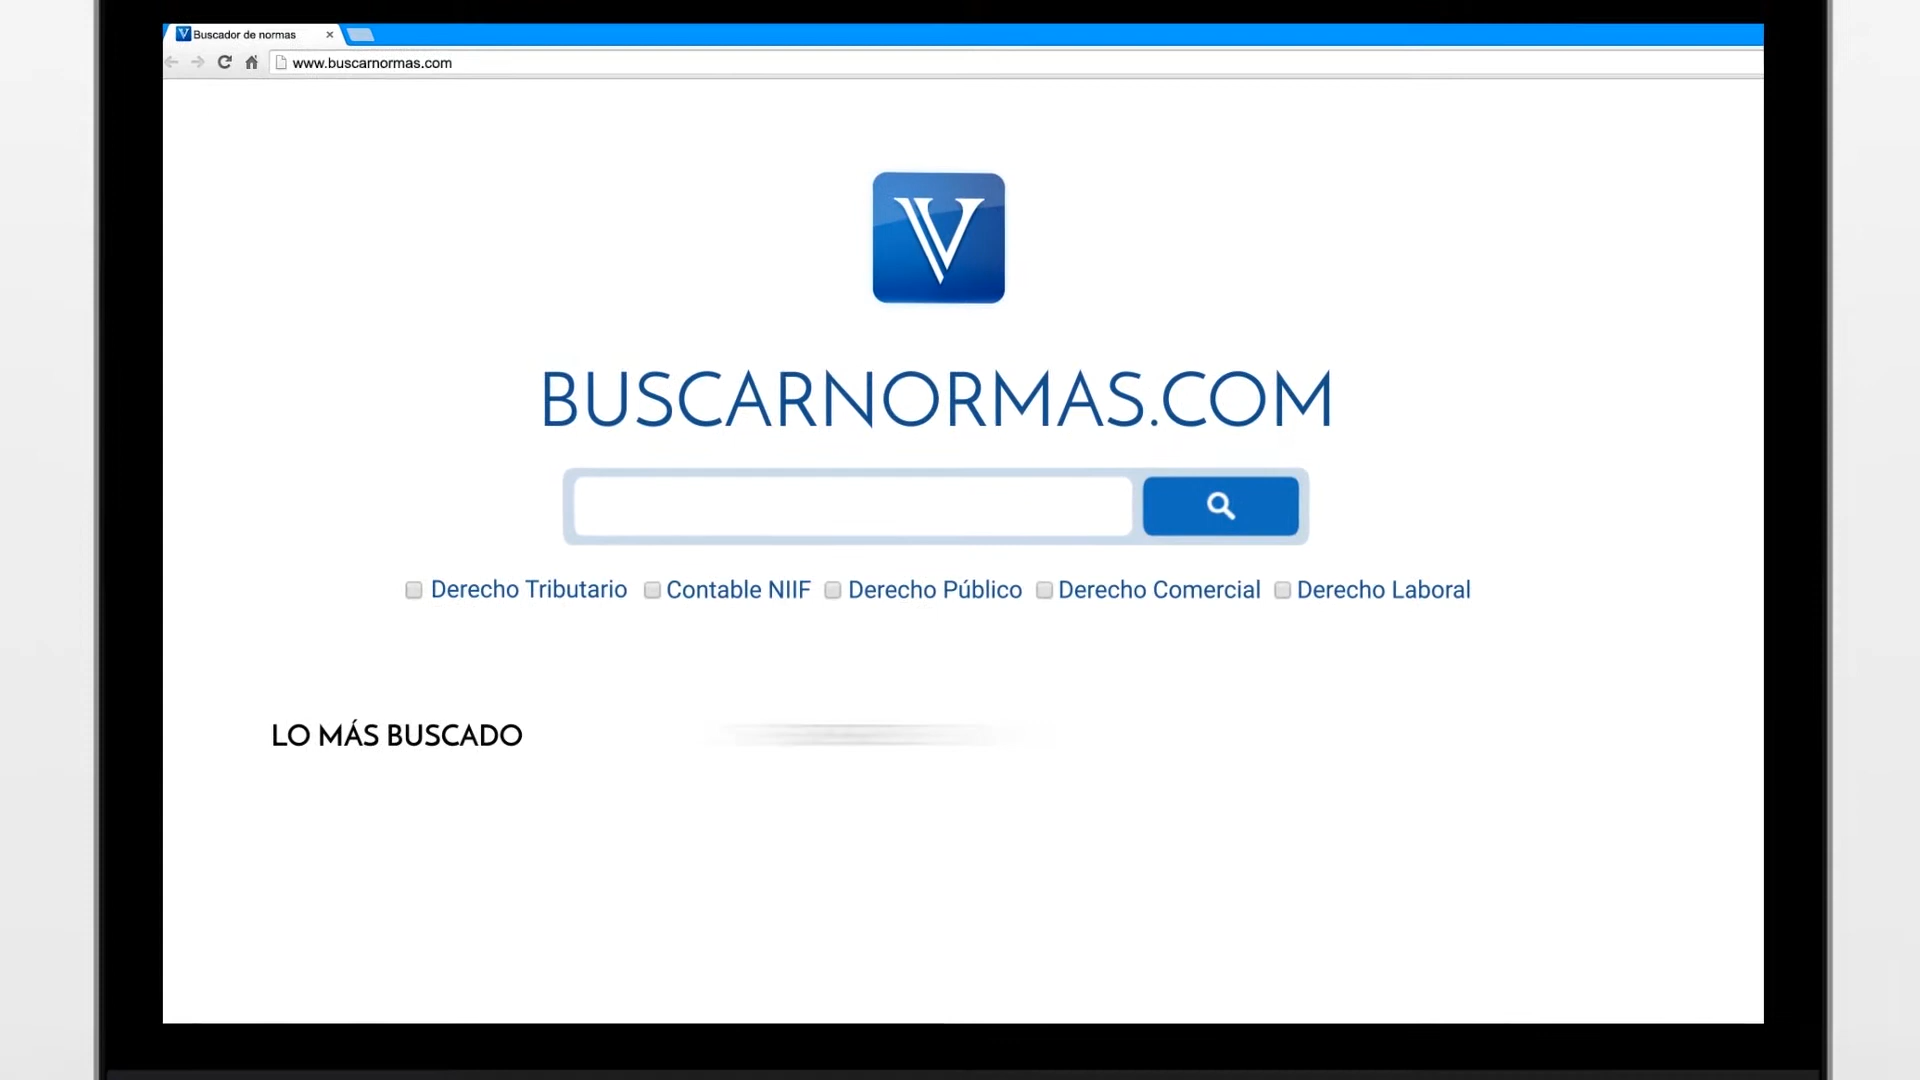 V Buscador de normas
www.buscarnormas.com
V
BUSCARNORMAS.COM
Derecho Tributario Contable NIIF Derecho Público Derecho Comercial Derecho Laboral
LO MÁS BUSCADO